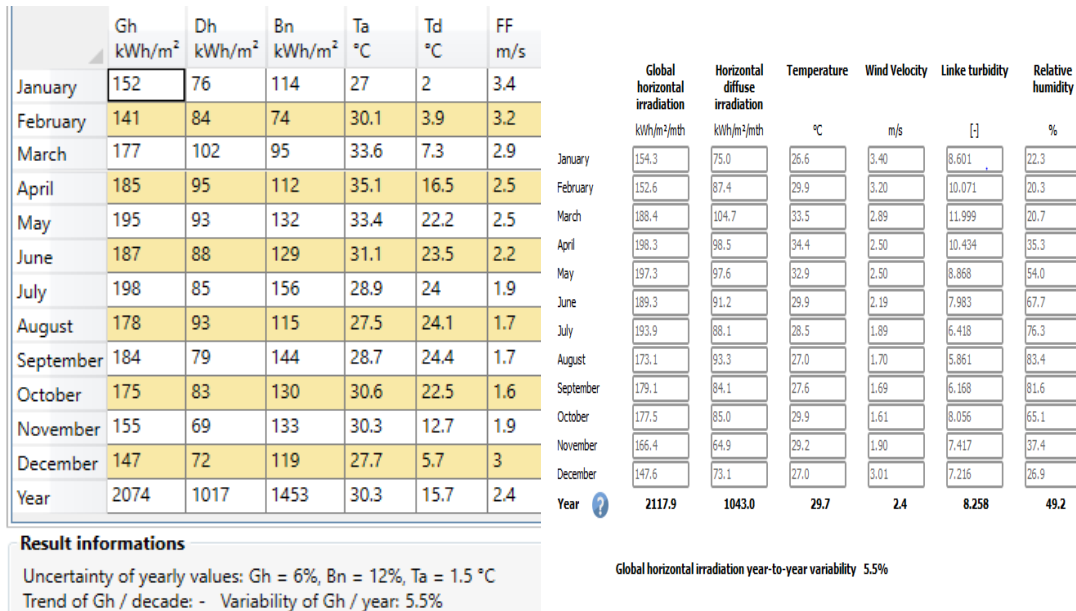 Gh Dh Bn Ta Td FF
kWh/m² kWh/m² kWh/m² °C °C m/s
January 152 76 114 27 2 3.4
February 141 84 74 30.1 3.9 3.2
March 177 102 95 33.6 7.3 2.9
April 185 95 112 35.1 16.5 2.5
May 195 93 132 33.4 22.2 2.5
June 187 88 129 31.1 23.5 2.2
July 198 85 156 28.9 24 1.9
August 178 93 115 27.5 24.1 1.7
September 184 79 144 28.7 24.4 1.7
October 175 83 130 30.6 22.5 1.6
November 155 69 133 30.3 12.7 1.9
December 147 72 119 27.7 5.7 3
Year 2074 1017 1453 30.3 15.7 2.4
Result informations
Uncertainty of yearly values: Gh = 6%, Bn = 12%, Ta = 1.5 °C
Trend of Gh / decade: - Variability of Gh / year: 5.5%
Global Horizontal Temperature Wind Velocity Linke turbidity Relative
horizontal diffuse humidity
irradiation irradiation
kWh/m²/mth kWh/m²/mth °C m/s [-] %
January 154.3 75.0 26.6 3.40 8.601 22.3
February 152.6 87.4 29.9 3.20 10.071 20.3
March 188.4 104.7 33.5 2.89 11.999 20.7
April 198.3 98.5 34.4 2.50 10.434 35.3
May 197.3 97.6 32.9 2.50 8.868 54.0
June 189.3 91.2 29.9 2.19 7.983 67.7
July 193.9 88.1 28.5 1.89 6.418 76.3
August 173.1 93.3 27.0 1.70 5.861 83.4
September 179.1 84.1 27.6 1.69 6.168 81.6
October 177.5 85.0 29.9 1.61 8.056 65.1
November 166.4 64.9 29.2 1.90 7.417 37.4
December 147.6 73.1 27.0 3.01 7.216 26.9
Year ? 2117.9 1043.0 29.7 2.4 8.258 49.2
Global horizontal irradiation year-to-year variability 5.5%